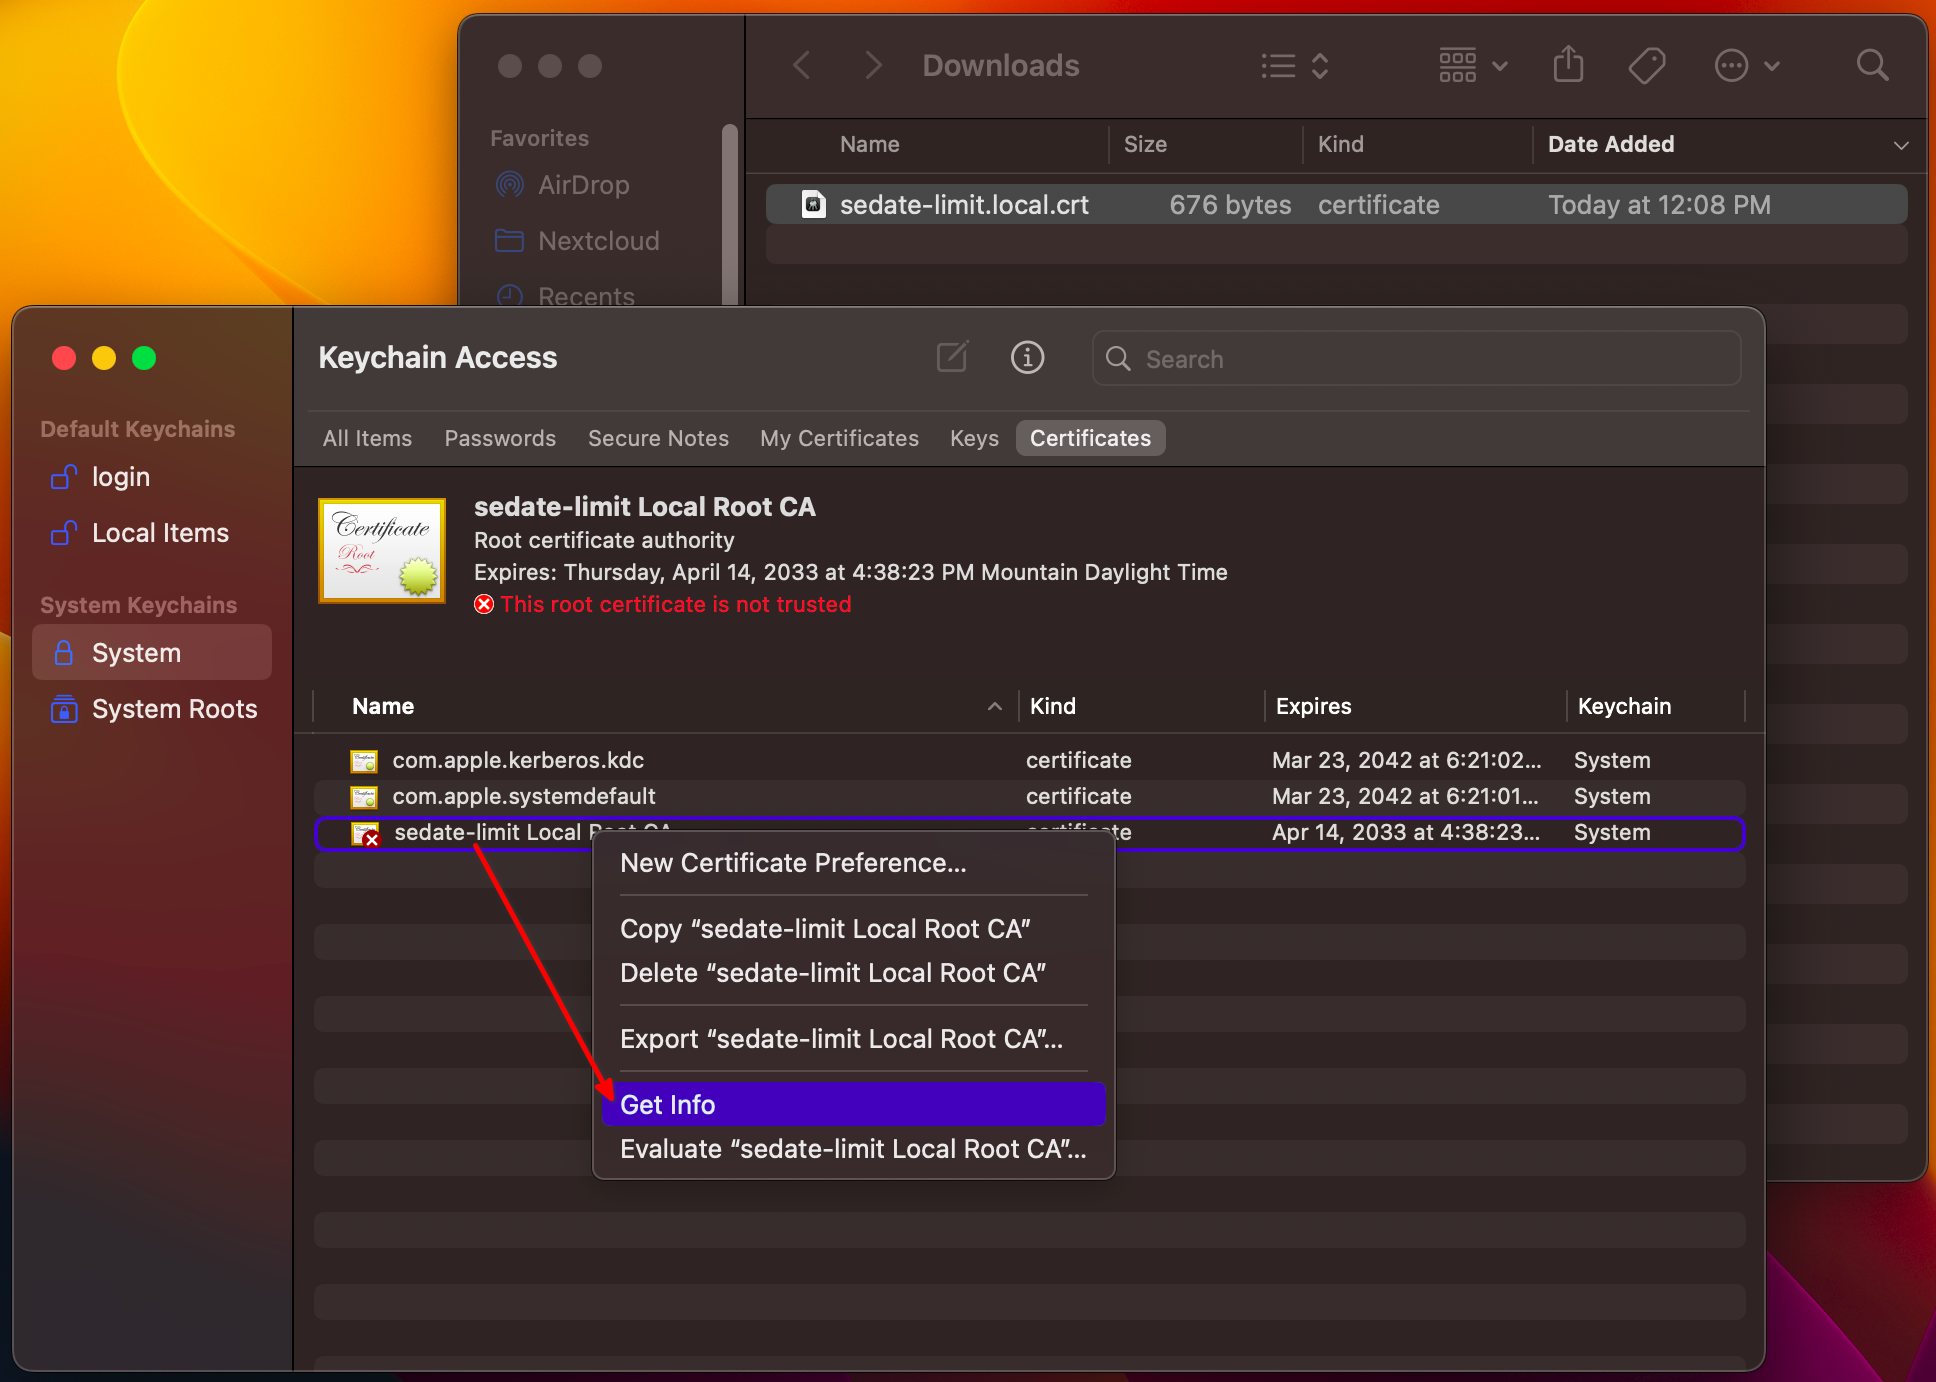 Downloads
Favorites
AirDrop
Nextcloud
Recents
Name Size Kind Date Added
sedate-limit.local.crt 676 bytes certificate Today at 12:08 PM
Keychain Access
Search
Default Keychains
login
Local Items
System Keychains
System
System Roots
All Items Passwords Secure Notes My Certificates Keys Certificates
Certificate
Root
sedate-limit Local Root CA
Root certificate authority
Expires: Thursday, April 14, 2033 at 4:38:23 PM Mountain Daylight Time
This root certificate is not trusted
Name Kind Expires Keychain
com.apple.kerberos.kdc certificate Mar 23, 2042 at 6:21:02... System
com.apple.systemdefault certificate Mar 23, 2042 at 6:21:01... System
sedate-limit Local Root CA certificate Apr 14, 2033 at 4:38:23... System
New Certificate Preference...
Copy “sedate-limit Local Root CA”
Delete “sedate-limit Local Root CA”
Export “sedate-limit Local Root CA”...
Get Info
Evaluate “sedate-limit Local Root CA”...